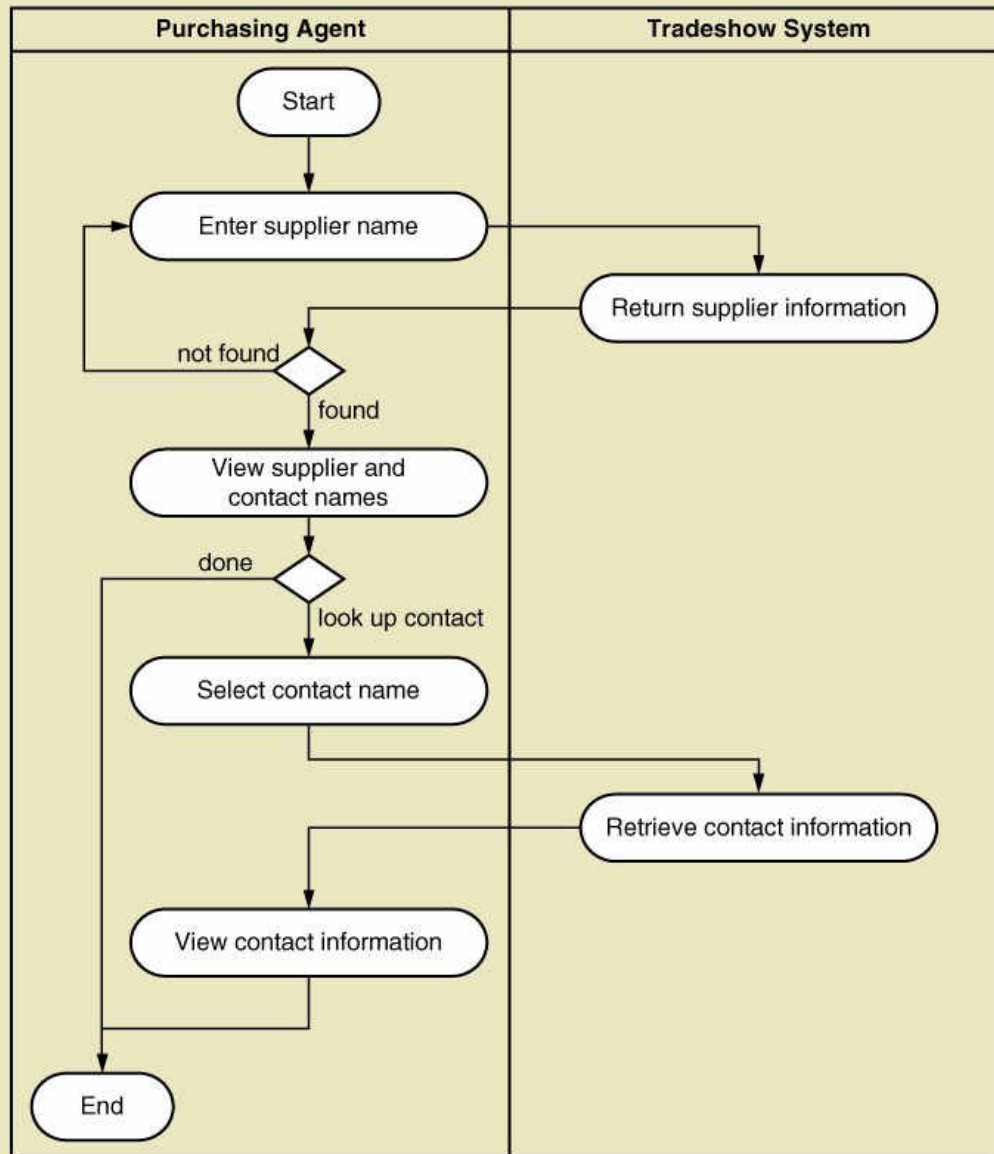 Purchasing Agent
Tradeshow System
Start
Enter supplier name
Return supplier information
not found
found
View supplier and
contact names
done
look up contact
Select contact name
Retrieve contact information
View contact information
End